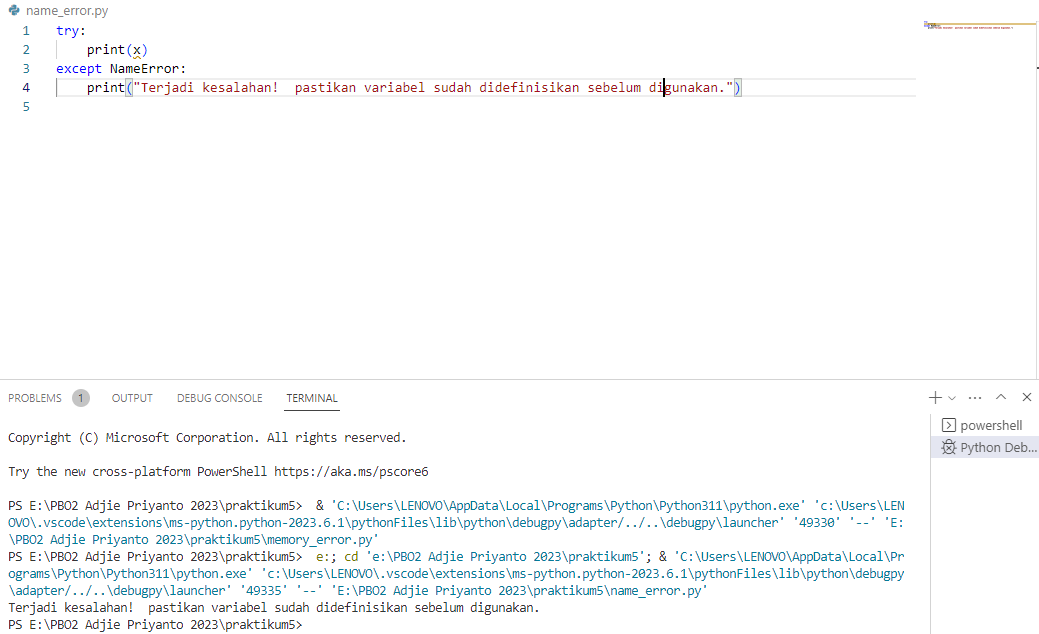 name_error.py
1 try:
2 print(x)
3 except NameError:
4 print("Terjadi kesalahan!  pastikan variabel sudah didefinisikan sebelum digunakan.")
5
PROBLEMS 1 OUTPUT DEBUG CONSOLE TERMINAL
powershell
Python Deb...
Copyright (C) Microsoft Corporation. All rights reserved.
Try the new cross-platform PowerShell https://aka.ms/pscore6
PS E:\PBO2 Adjie Priyanto 2023\praktikum5>  & 'C:\Users\LENOVO\AppData\Local\Programs\Python\Python311\python.exe' 'c:\Users\LEN
OVO\.vscode\extensions\ms-python.python-2023.6.1\pythonFiles\lib\python\debugpy\adapter/../..\debugpy\launcher' '49330' '--' 'E:
\PBO2 Adjie Priyanto 2023\praktikum5\memory_error.py'
PS E:\PBO2 Adjie Priyanto 2023\praktikum5>  e:; cd 'e:\PBO2 Adjie Priyanto 2023\praktikum5'; & 'C:\Users\LENOVO\AppData\Local\Pr
ograms\Python\Python311\python.exe' 'c:\Users\LENOVO\.vscode\extensions\ms-python.python-2023.6.1\pythonFiles\lib\python\debugpy
\adapter/../..\debugpy\launcher' '49335' '--' 'E:\PBO2 Adjie Priyanto 2023\praktikum5\name_error.py'
Terjadi kesalahan!  pastikan variabel sudah didefinisikan sebelum digunakan.
PS E:\PBO2 Adjie Priyanto 2023\praktikum5>